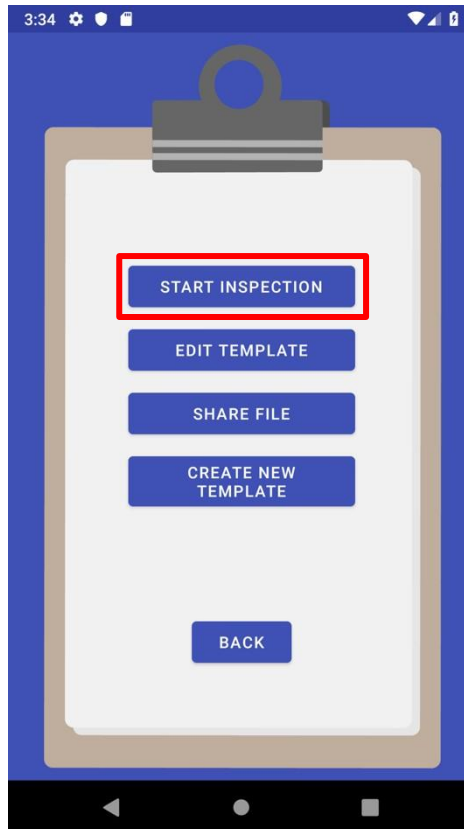 3:34
START INSPECTION
EDIT TEMPLATE
SHARE FILE
CREATE NEW
TEMPLATE
BACK